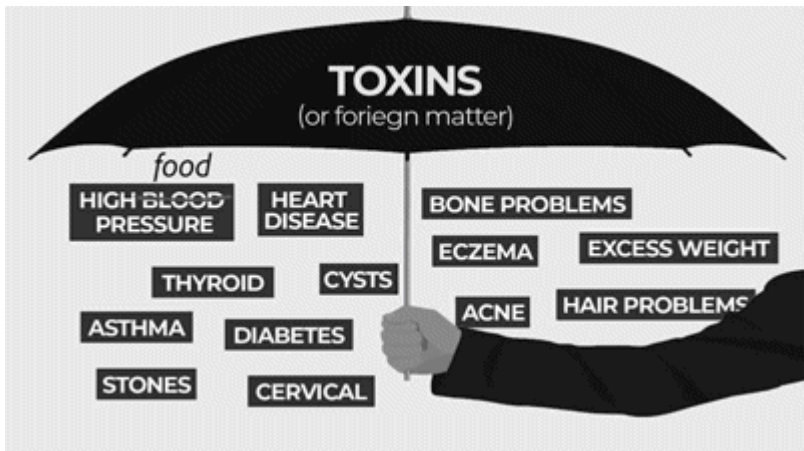 TOXINS
(or foriegn matter)
food
HIGH BLOOD
PRESSURE
HEART
DISEASE
BONE PROBLEMS
ECZEMA
EXCESS WEIGHT
THYROID
CYSTS
ACNE
HAIR PROBLEMS
ASTHMA
DIABETES
STONES
CERVICAL